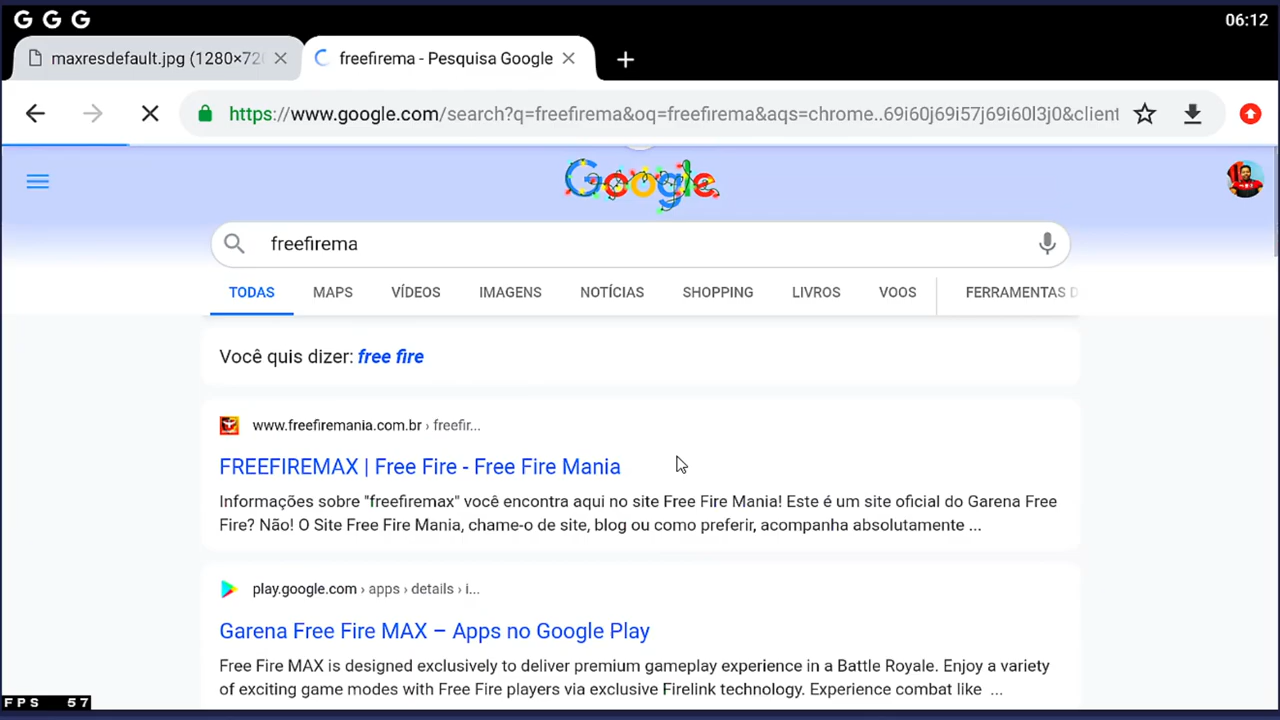 G G G
06:12
maxresdefault.jpg (1280×720
freefirema - Pesquisa Google
https://www.google.com/search?q=freefirema&oq=freefirema&aqs=chrome..69i60j69i57j69i60l3j0&client
Google
freefirema
TODAS MAPS VÍDEOS IMAGENS NOTÍCIAS SHOPPING LIVROS VOOS FERRAMENTAS D
Você quis dizer: free fire
www.freefiremania.com.br › freefir...
FREEFIREMAX | Free Fire - Free Fire Mania
Informações sobre "freefiremax" você encontra aqui no site Free Fire Mania! Este é um site oficial do Garena Free
Fire? Não! O Site Free Fire Mania, chame-o de site, blog ou como preferir, acompanha absolutamente ...
play.google.com › apps › details › i...
Garena Free Fire MAX – Apps no Google Play
Free Fire MAX is designed exclusively to deliver premium gameplay experience in a Battle Royale. Enjoy a variety
of exciting game modes with Free Fire players via exclusive Firelink technology. Experience combat like ...
FPS 57